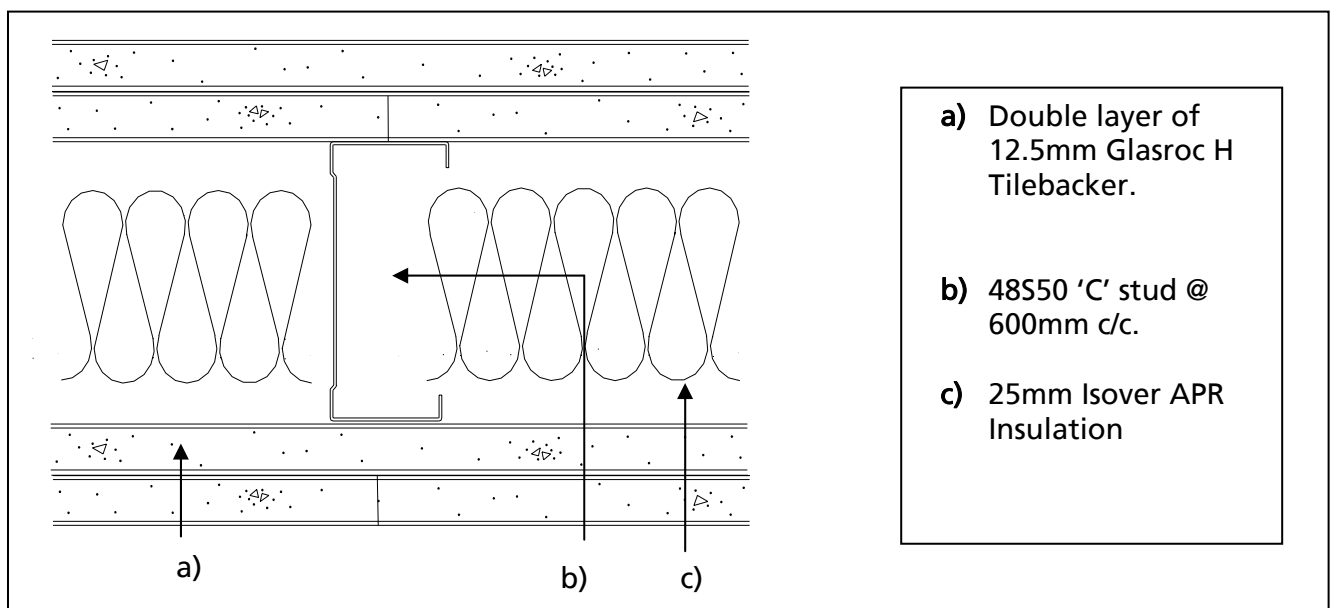 a) Double layer of
12.5mm Glasroc H
Tilebacker.
b) 48S50 ‘C’ stud @
600mm c/c.
c) 25mm Isover APR
Insulation
a)
b)
c)